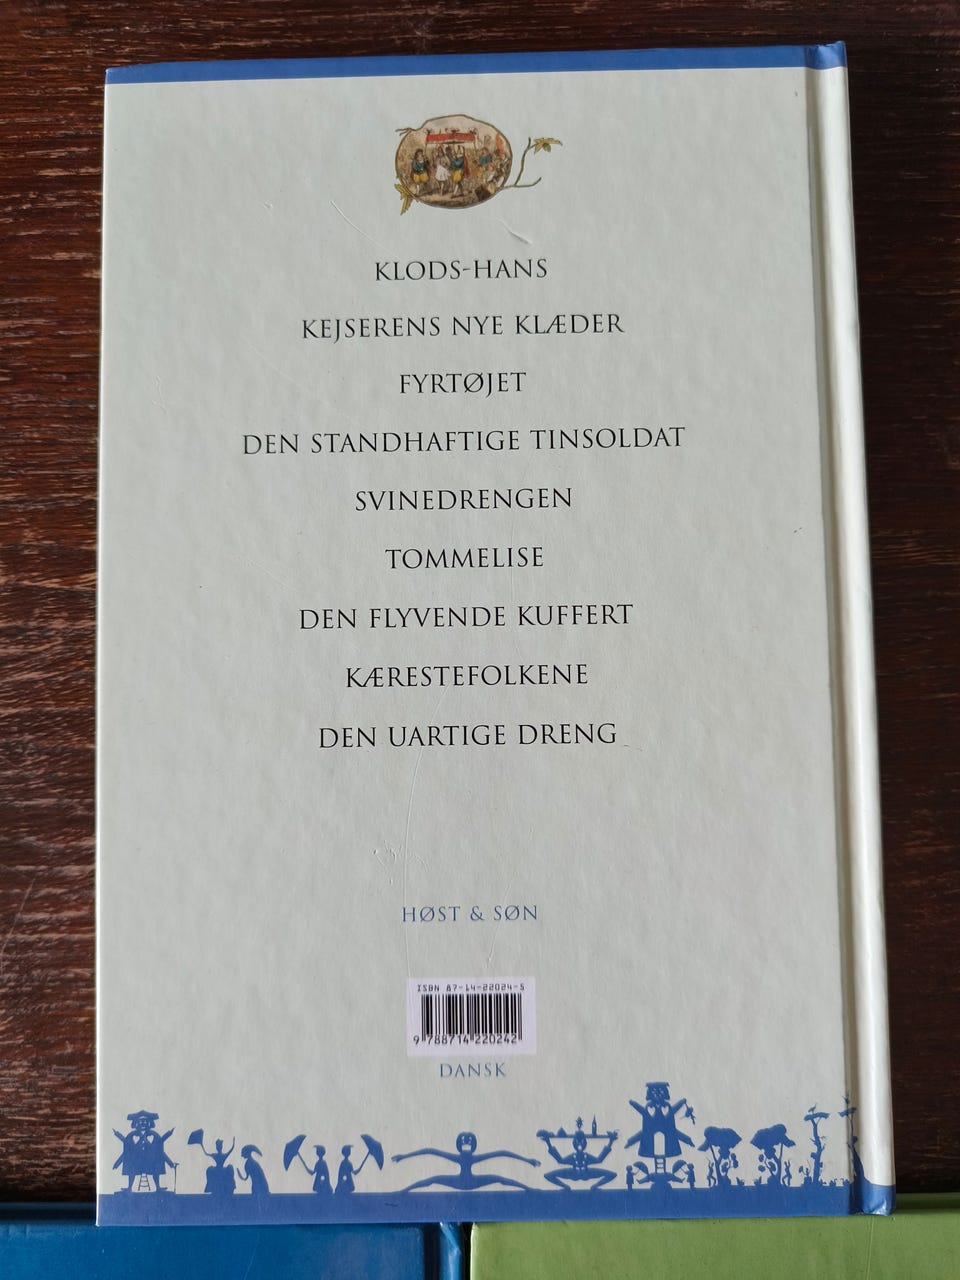 KLODS-HANS
KEJSERENS NYE KLÆDER
FYRTØJET
DEN STANDHAFTIGE TINSOLDAT
SVINEDRENGEN
TOMMELISE
DEN FLYVENDE KUFFERT
KÆRESTEFOLKENE
DEN UARTIGE DRENG
HØST & SØN
ISBN 87-14-22024-5
9 788714 220242
DANSK